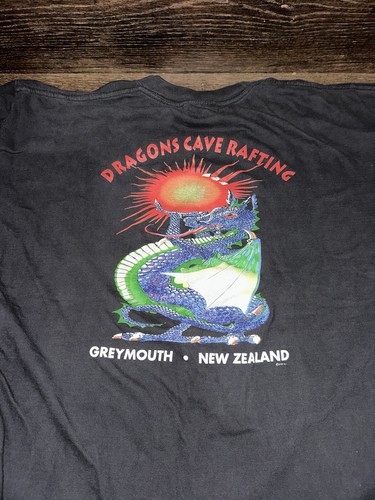 DRAGONS CAVE RAFTING
GREYMOUTH • NEW ZEALAND